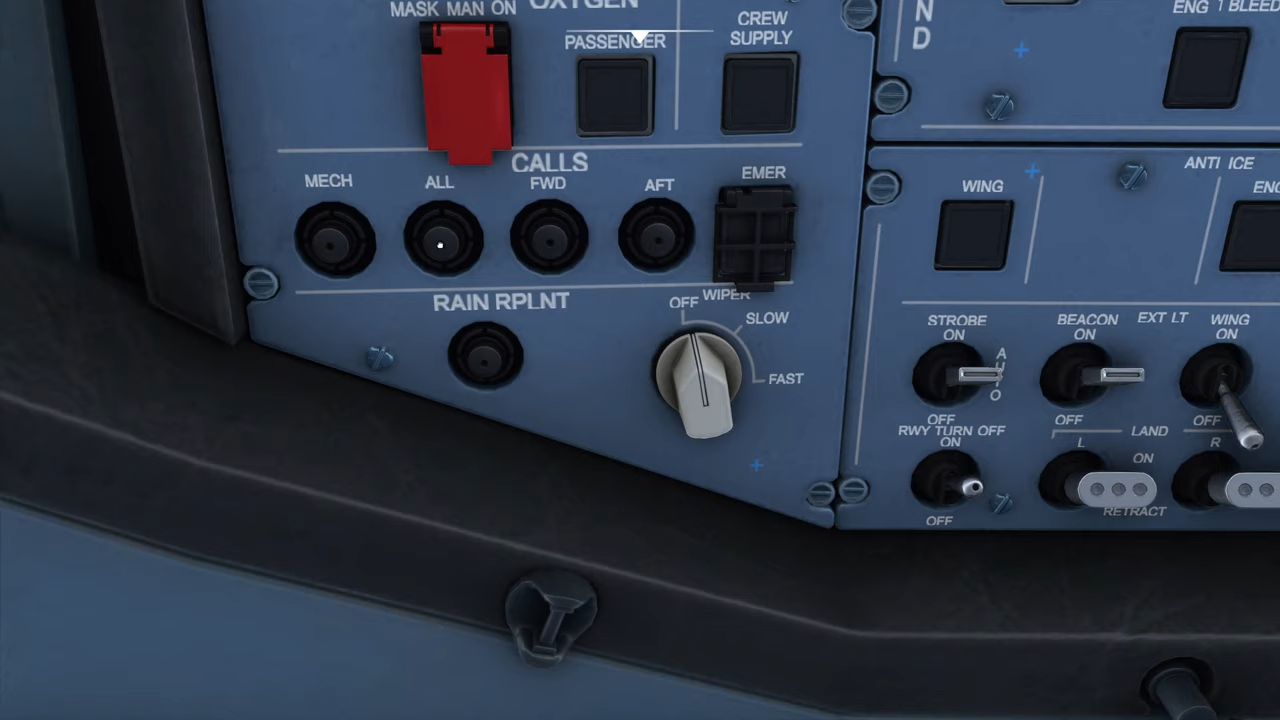 MASK MAN ON
OXYGEN
PASSENGER
CREW
SUPPLY
CALLS
MECH
ALL
FWD
AFT
EMER
RAIN RPLNT
WIPER
OFF
SLOW
FAST
N
D
ENG 1 BLEED
ANTI ICE
WING
STROBE
ON
AUTO
OFF
BEACON
ON
OFF
EXT LT
WING
ON
OFF
RWY TURN OFF
ON
OFF
LAND
L
R
ON
RETRACT